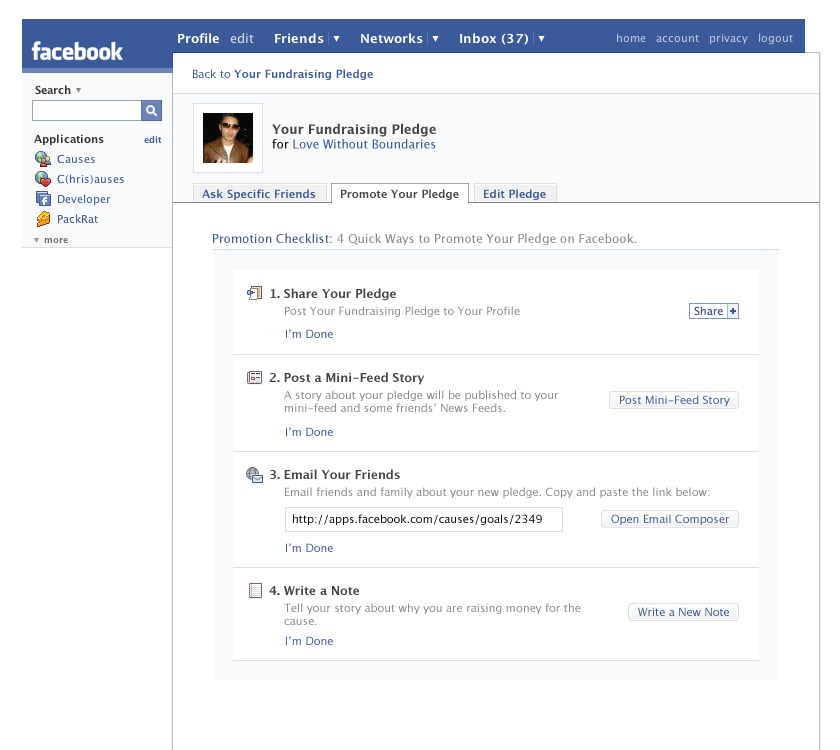 facebook
Profile edit Friends ▼ Networks ▼ Inbox (37) ▼ home account privacy logout
Search ▼
Applications edit
Causes
C(hris)auses
Developer
PackRat
▼ more
Back to Your Fundraising Pledge
Your Fundraising Pledge
for Love Without Boundaries
Ask Specific Friends Promote Your Pledge Edit Pledge
Promotion Checklist: 4 Quick Ways to Promote Your Pledge on Facebook.
1. Share Your Pledge
Post Your Fundraising Pledge to Your Profile
Share +
I'm Done
2. Post a Mini-Feed Story
A story about your pledge will be published to your
mini-feed and some friends' News Feeds.
Post Mini-Feed Story
I'm Done
3. Email Your Friends
Email friends and family about your new pledge. Copy and paste the link below:
http://apps.facebook.com/causes/goals/2349
Open Email Composer
I'm Done
4. Write a Note
Tell your story about why you are raising money for the
cause.
Write a New Note
I'm Done